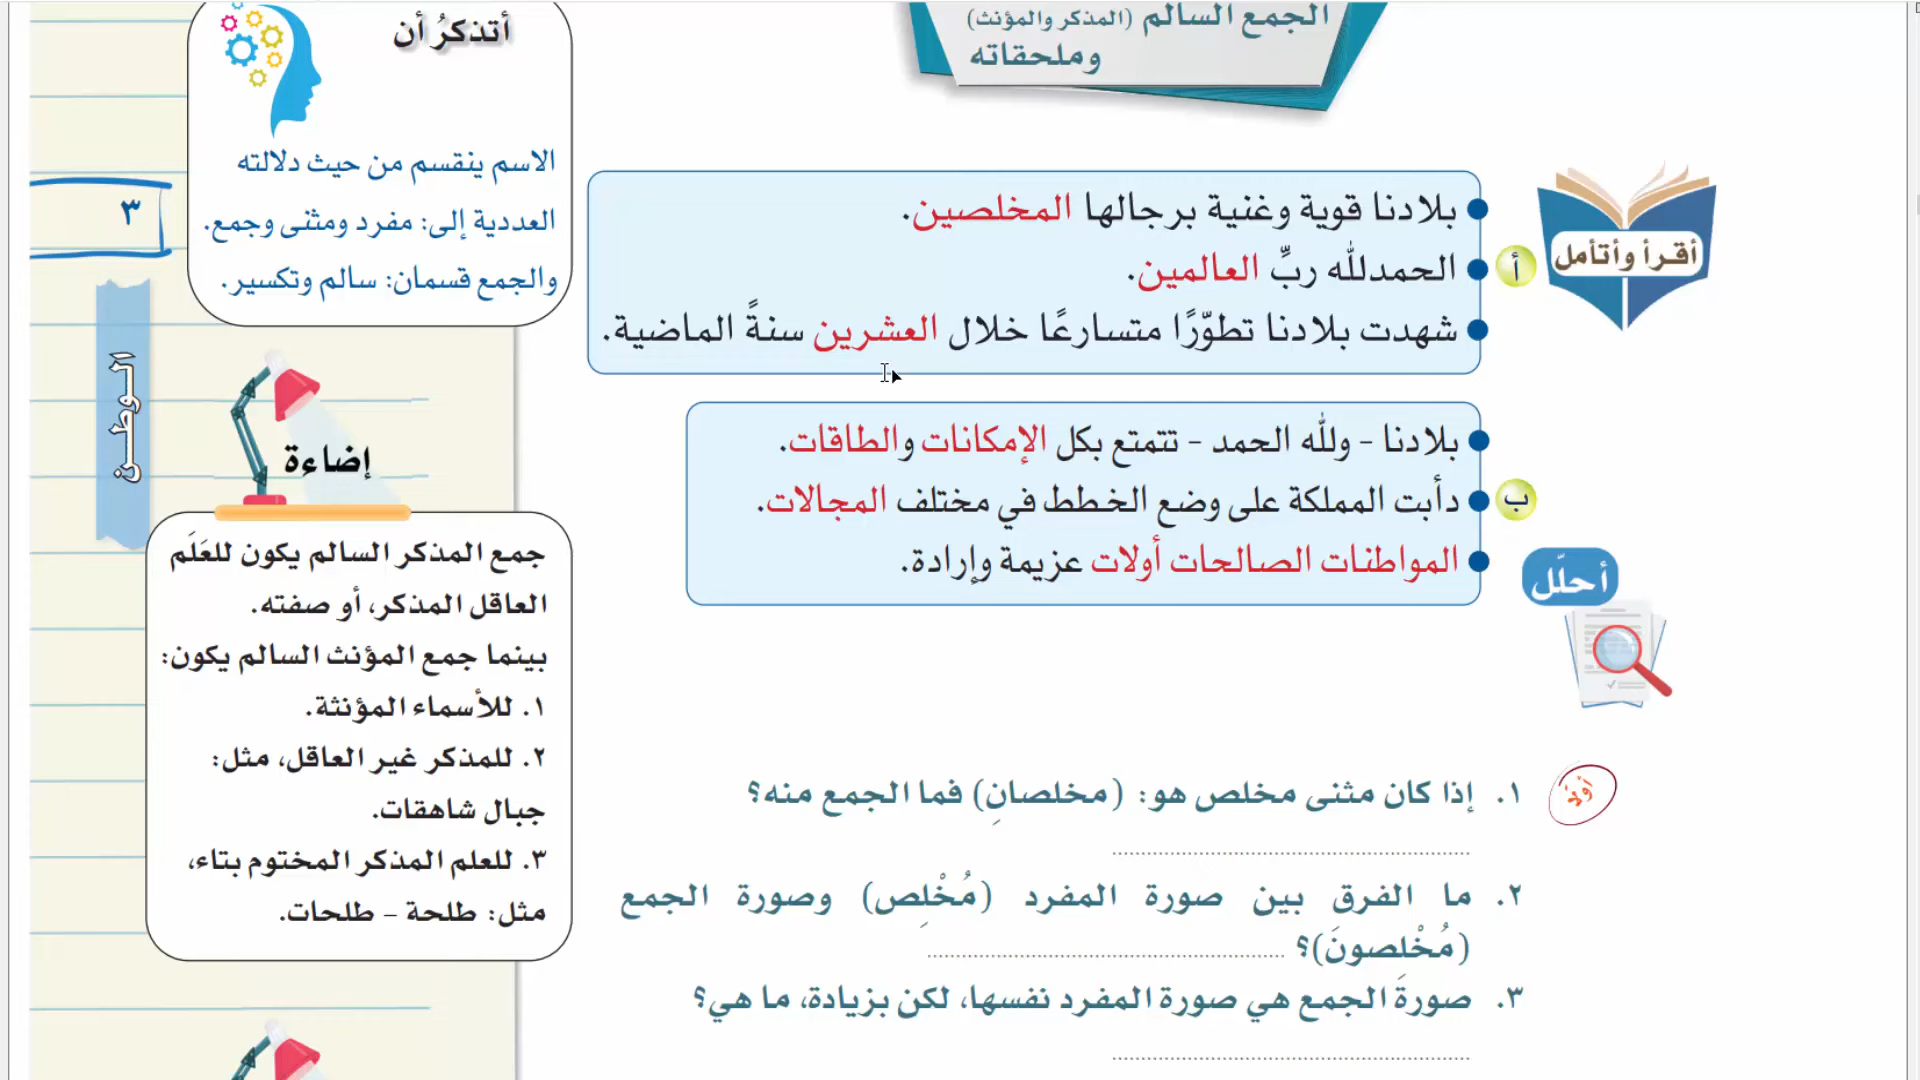 الجمع السالم (المذكر والمؤنث)
وملحقاته
أقرأ وأتأمل
أ
بلادنا قوية وغنية برجالها المخلصين.
الحمدلله ربِّ العالمين.
شهدت بلادنا تطوّرًا متسارعًا خلال العشرين سنةً الماضية.
ب
بلادنا - ولله الحمد - تتمتع بكل الإمكانات والطاقات.
دأبت المملكة على وضع الخطط في مختلف المجالات.
المواطنات الصالحات أولات عزيمة وإرادة.
أحلّل
أولًا
١. إذا كان مثنى مخلص هو: (مخلصانِ) فما الجمع منه؟
٢. ما الفرق بين صورة المفرد (مُخْلِص) وصورة الجمع
(مُخْلصونَ)؟
٣. صورةَ الجمع هي صورة المفرد نفسها، لكن بزيادة، ما هي؟
أتذكرُ أن
الاسم ينقسم من حيث دلالته
العددية إلى: مفرد ومثنى وجمع.
والجمع قسمان: سالم وتكسير.
٣
الوطن
إضاءة
جمع المذكر السالم يكون للعَلَم
العاقل المذكر، أو صفته.
بينما جمع المؤنث السالم يكون:
١. للأسماء المؤنثة.
٢. للمذكر غير العاقل، مثل:
جبال شاهقات.
٣. للعلم المذكر المختوم بتاء،
مثل: طلحة - طلحات.